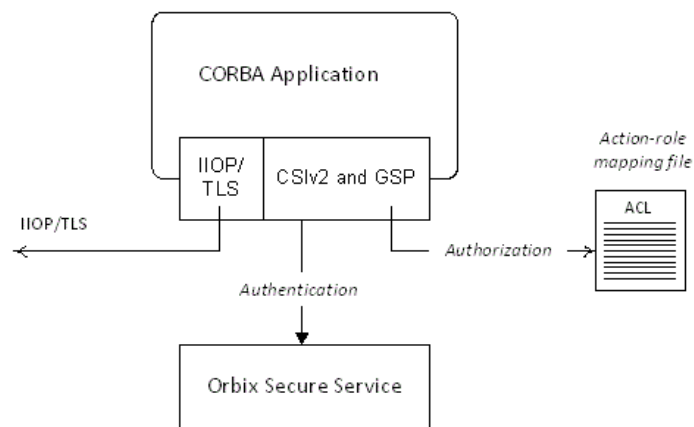 CORBA Application
Action-role
mapping file
IIOP/
TLS
CSIv2 and GSP
ACL
IIOP/TLS
Authorization
Authentication
Orbix Secure Service